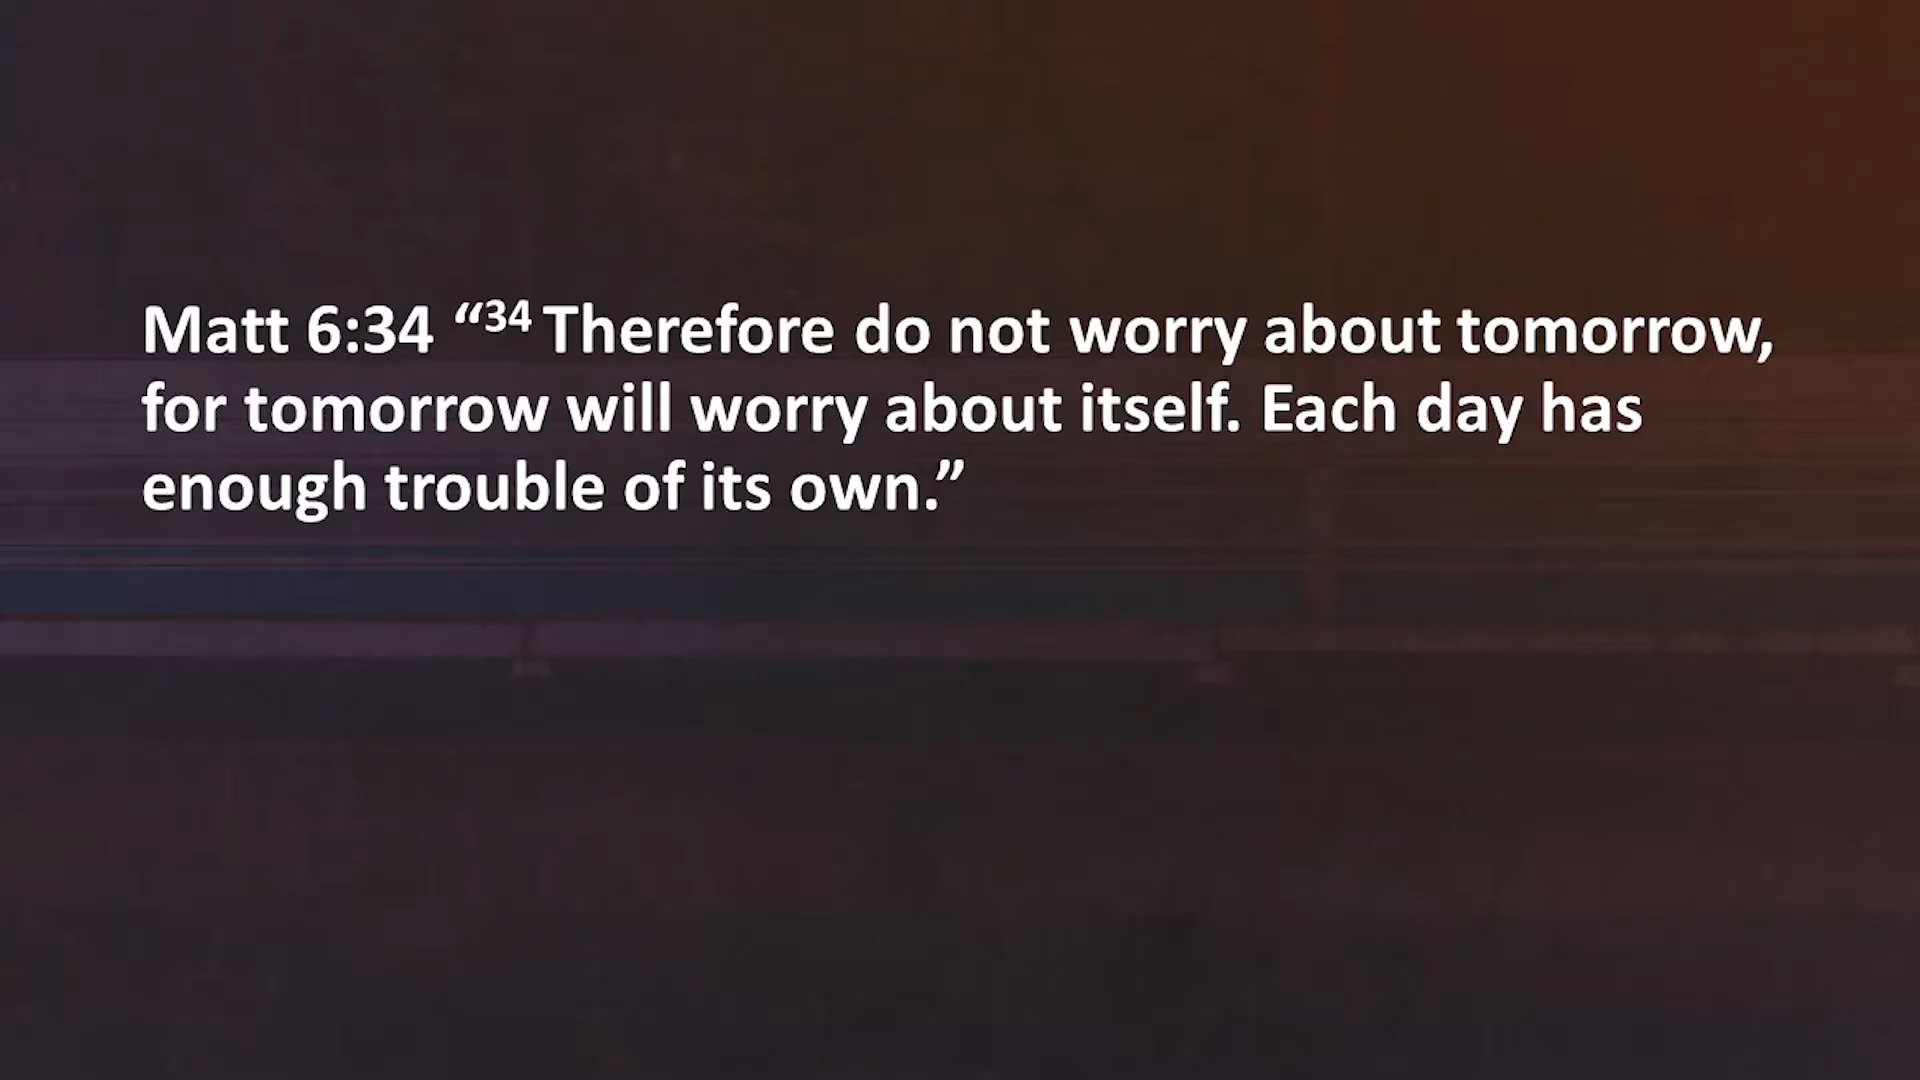 Matt 6:34 “34 Therefore do not worry about tomorrow,
for tomorrow will worry about itself. Each day has
enough trouble of its own.”